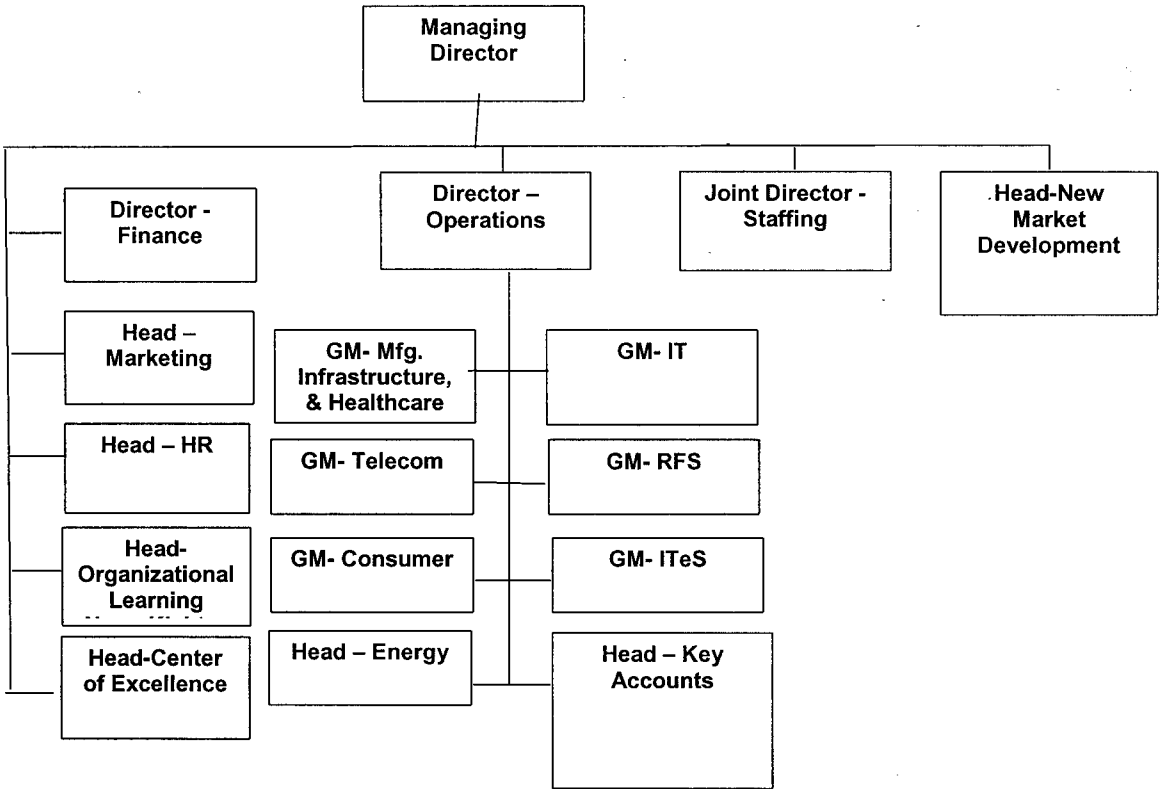 Managing
Director
Director -
Finance
Director –
Operations
Joint Director -
Staffing
Head-New
Market
Development
Head –
Marketing
GM- Mfg.
Infrastructure,
& Healthcare
GM- IT
Head – HR
GM- Telecom
GM- RFS
Head-
Organizational
Learning
GM- Consumer
GM- ITeS
Head-Center
of Excellence
Head – Energy
Head – Key
Accounts